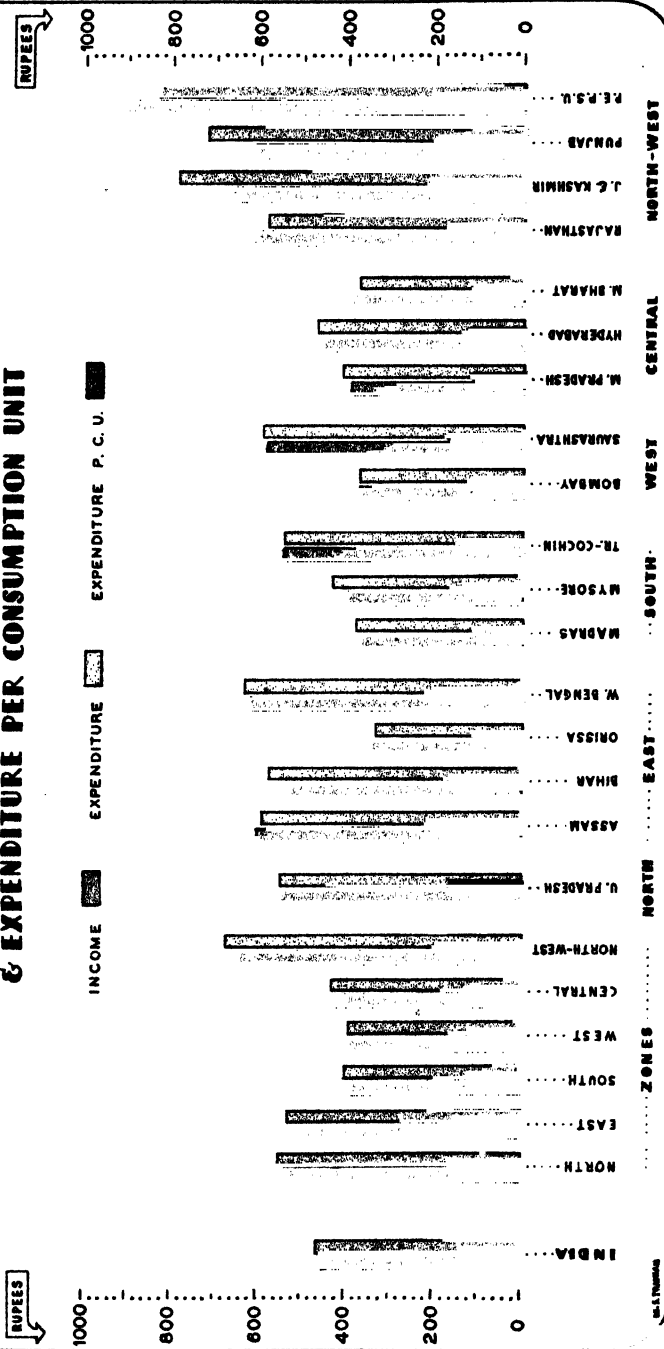 & EXPENDITURE PER CONSUMPTION UNIT
INCOME
EXPENDITURE
EXPENDITURE P. C. U.
RUPEES
1000
800
600
400
200
0
RUPEES
1000
800
600
400
200
0
INDIA
NORTH
EAST
SOUTH
WEST
CENTRAL
NORTH-WEST
U. PRADESH
ASSAM
BIHAR
ORISSA
W. BENGAL
MADRAS
MYSORE
TR.-COCHIN
BOMBAY
SAURASHTRA
M. PRADESH
HYDERABAD
M. BHARAT
RAJASTHAN
J. & KASHMIR
PUNJAB
P.E.P.S.U.
ZONES
NORTH
EAST
SOUTH
WEST
CENTRAL
NORTH-WEST